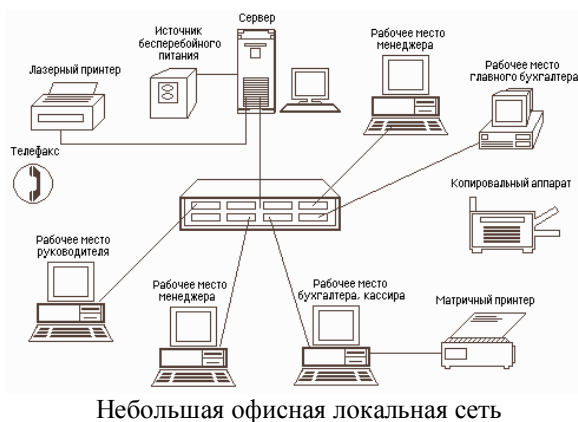 Сервер
Источник
бесперебойного
питания
Рабочее место
менеджера
Рабочее место
главного бухгалтера
Лазерный принтер
Телефакс
Копировальный аппарат
Рабочее место
руководителя
Рабочее место
менеджера
Рабочее место
бухгалтера, кассира
Матричный принтер
Небольшая офисная локальная сеть